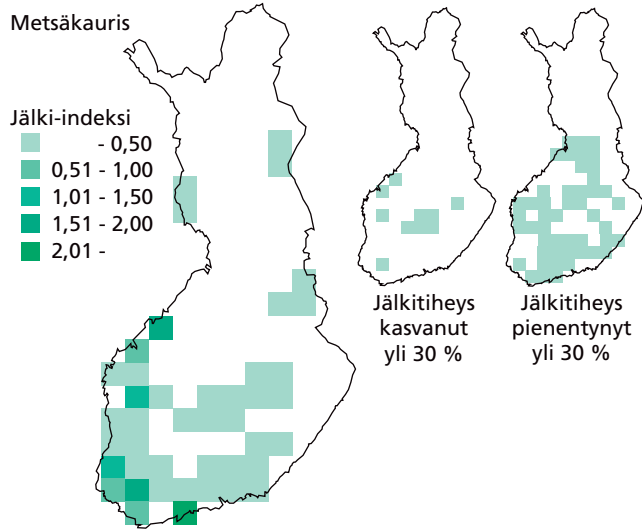 Metsäkauris
Jälki-indeksi
- 0,50
0,51 - 1,00
1,01 - 1,50
1,51 - 2,00
2,01 -
Jälkitiheys
kasvanut
yli 30 %
Jälkitiheys
pienentynyt
yli 30 %